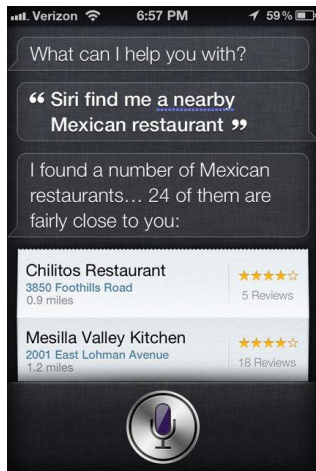 Verizon 6:57 PM 59%
What can I help you with?
“ Siri find me a nearby
Mexican restaurant ”
I found a number of Mexican
restaurants... 24 of them are
fairly close to you:
Chilitos Restaurant
3850 Foothills Road
0.9 miles
5 Reviews
Mesilla Valley Kitchen
2001 East Lohman Avenue
1.2 miles
18 Reviews